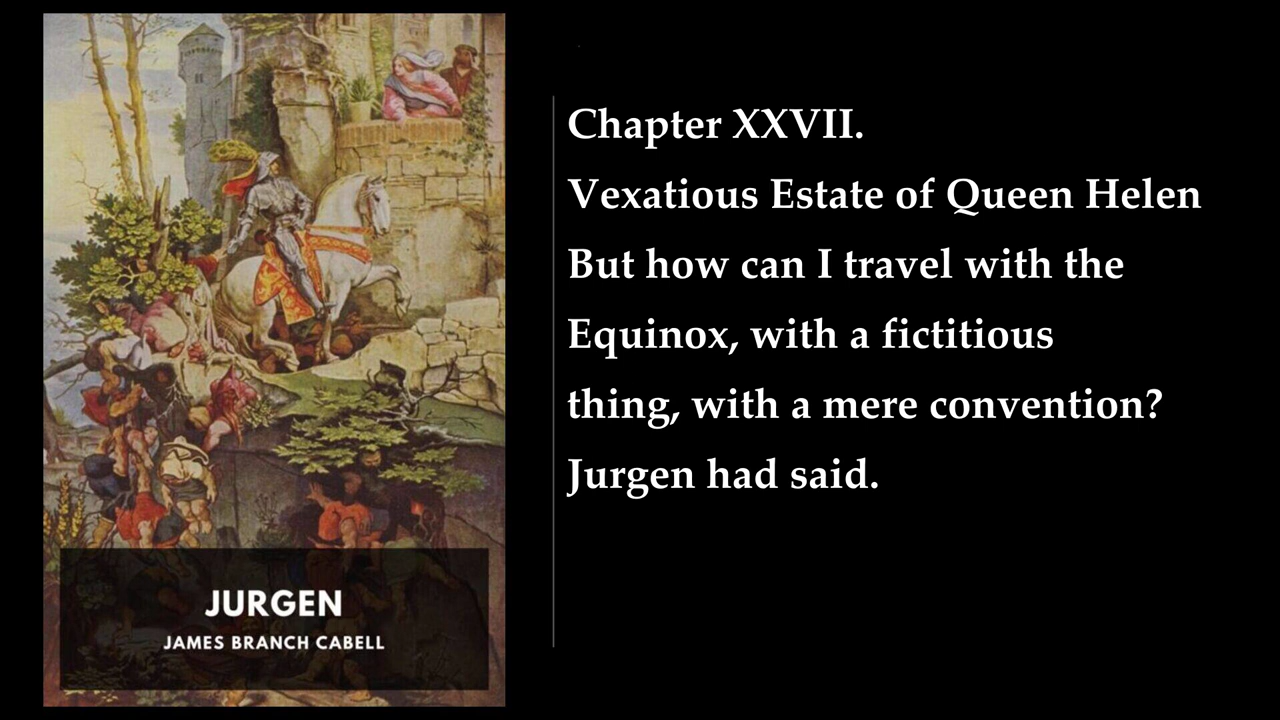 Chapter XXVII.
Vexatious Estate of Queen Helen
But how can I travel with the
Equinox, with a fictitious
thing, with a mere convention?
Jurgen had said.
JURGEN
JAMES BRANCH CABELL